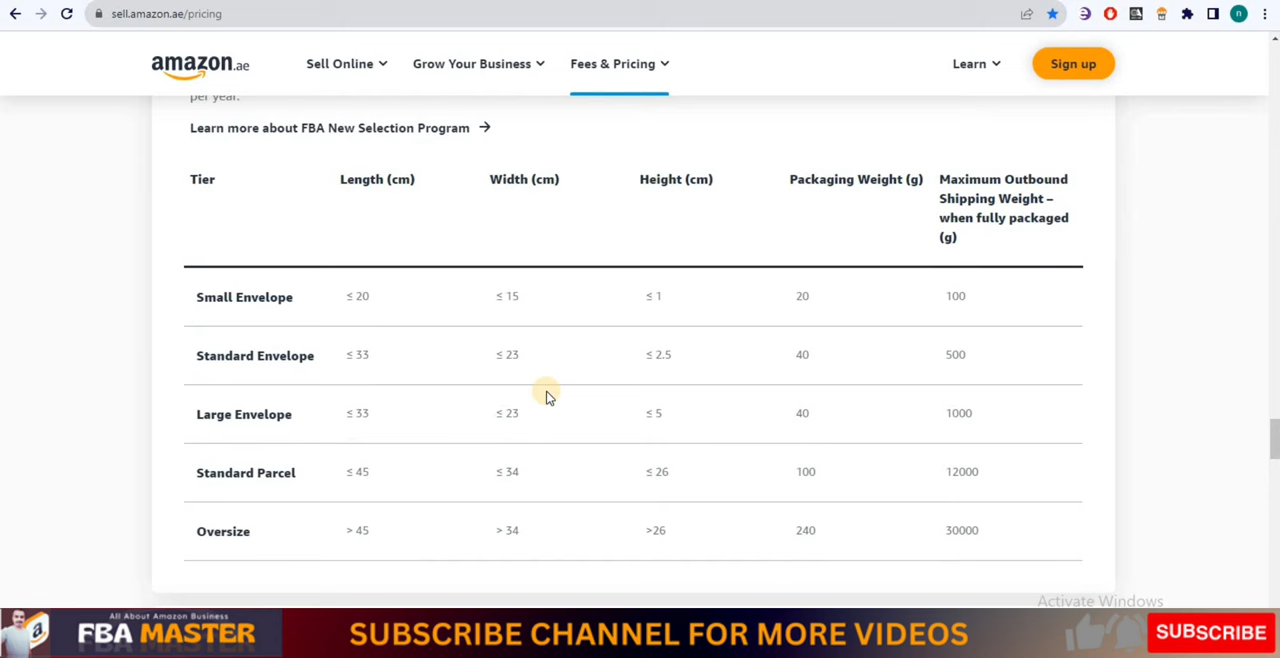 sell.amazon.ae/pricing
n
amazon.ae Sell Online Grow Your Business Fees & Pricing Learn Sign up
per year.
Learn more about FBA New Selection Program →
Tier Length (cm) Width (cm) Height (cm) Packaging Weight (g) Maximum Outbound
Shipping Weight –
when fully packaged
(g)
Small Envelope ≤ 20 ≤ 15 ≤ 1 20 100
Standard Envelope ≤ 33 ≤ 23 ≤ 2.5 40 500
Large Envelope ≤ 33 ≤ 23 ≤ 5 40 1000
Standard Parcel ≤ 45 ≤ 34 ≤ 26 100 12000
Oversize > 45 > 34 >26 240 30000
Activate Windows
All About Amazon Business
FBA MASTER
SUBSCRIBE CHANNEL FOR MORE VIDEOS
SUBSCRIBE